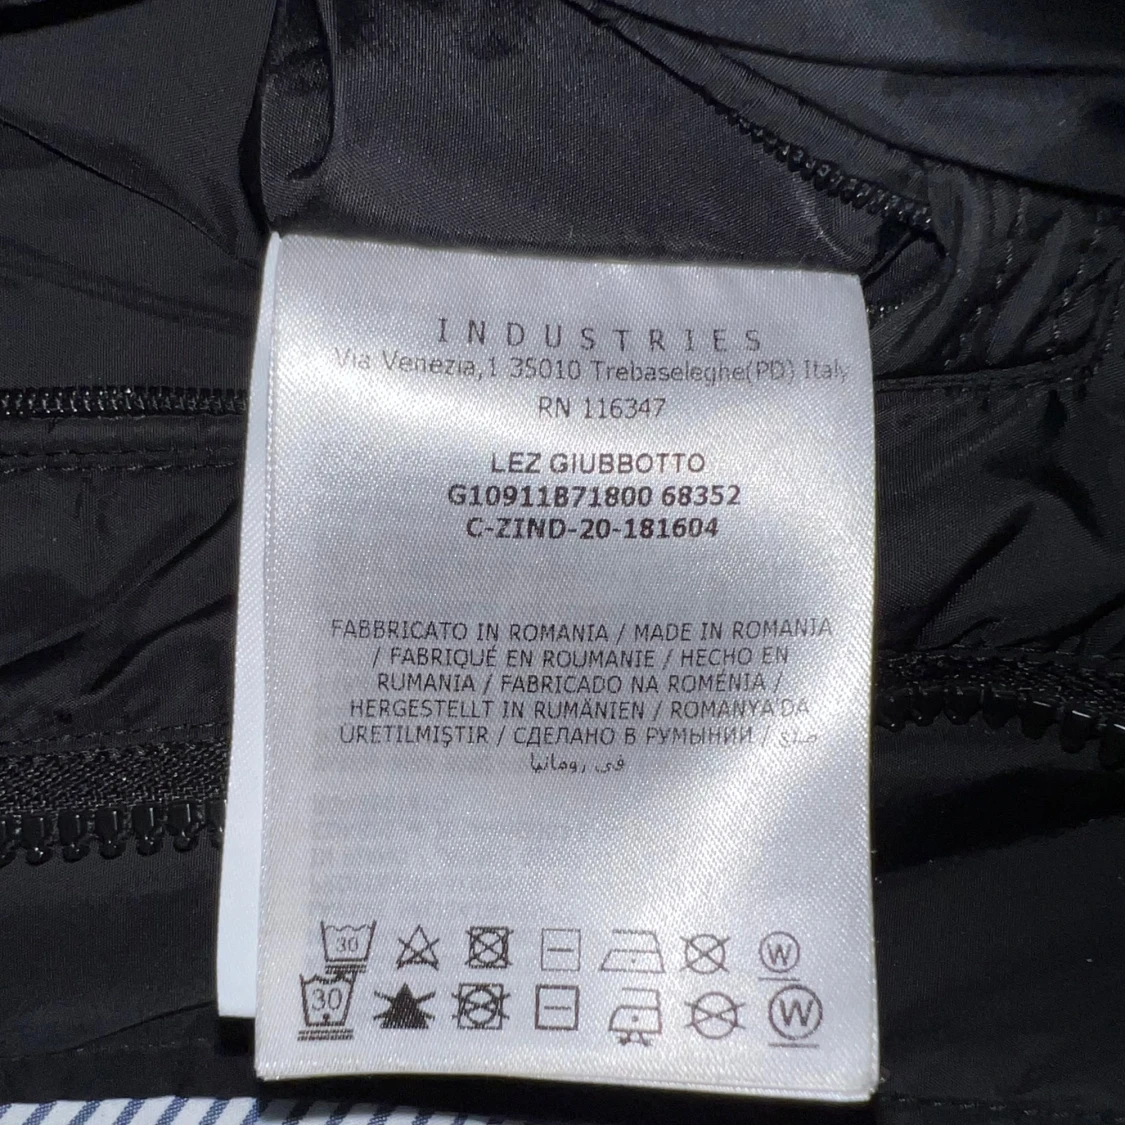 INDUSTRIES
Via Venezia,1 35010 Trebaseleghe(PD) Italy
RN 116347
LEZ GIUBBOTTO
G10911B71800 68352
C-ZIND-20-181604
FABBRICATO IN ROMANIA / MADE IN ROMANIA
/ FABRIQUÉ EN ROUMANIE / HECHO EN
RUMANIA / FABRICADO NA ROMÉNIA /
HERGESTELLT IN RUMÄNIEN / ROMANYA'DA
ÜRETILMIŞTIR / СДЕЛАНО В РУМЫНИИ / صنع
في رومانيا
30 W
30 W